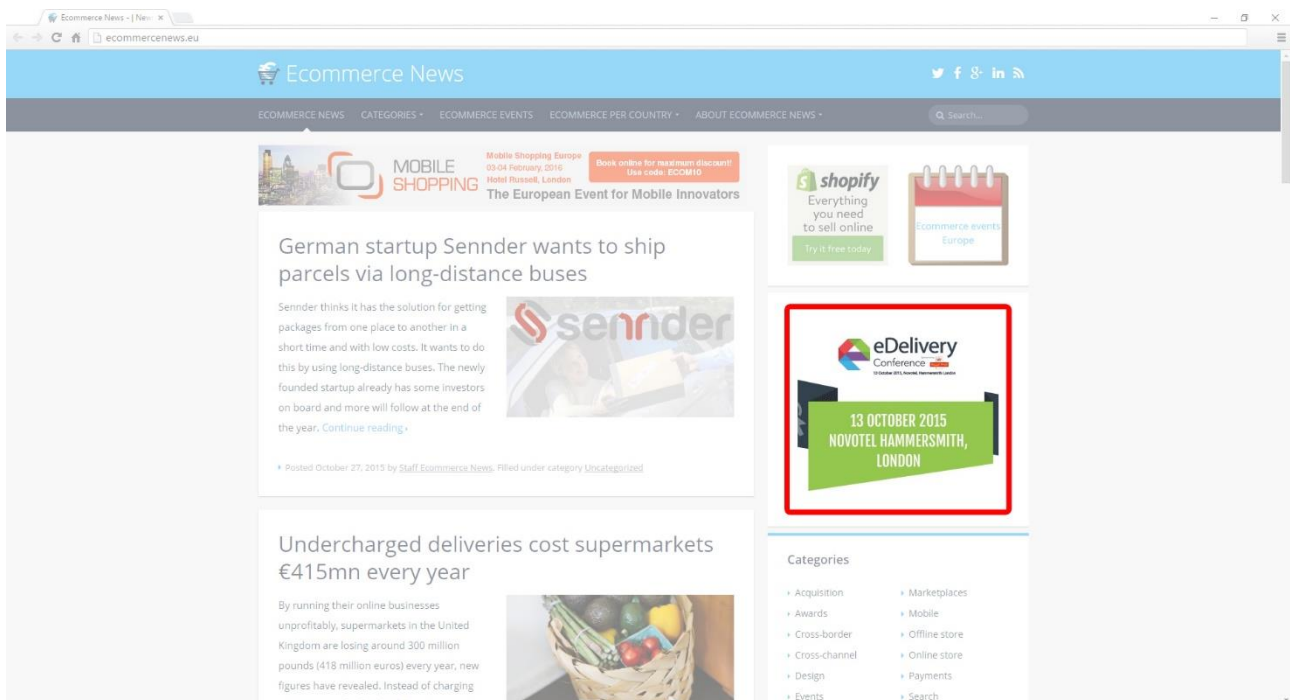 Ecommerce News - | New
ecommercenews.eu
Ecommerce News
ECOMMERCE NEWS CATEGORIES ECOMMERCE EVENTS ECOMMERCE PER COUNTRY ABOUT ECOMMERCE NEWS Search...
MOBILE SHOPPING
Mobile Shopping Europe
03-04 February, 2016
Hotel Russell, London
Book online for maximum discount!
Use code: ECOM10
The European Event for Mobile Innovators
German startup Sennder wants to ship
parcels via long-distance buses
Sennder thinks it has the solution for getting
packages from one place to another in a
short time and with low costs. It wants to do
this by using long-distance buses. The newly
founded startup already has some investors
on board and more will follow at the end of
the year. Continue reading ›
sennder
Posted October 27, 2015 by Staff Ecommerce News. Filled under category Uncategorized
Undercharged deliveries cost supermarkets
€415mn every year
By running their online businesses
unprofitably, supermarkets in the United
Kingdom are losing around 300 million
pounds (418 million euros) every year, new
figures have revealed. Instead of charging
shopify
Everything
you need
to sell online
Try it free today
Ecommerce events
Europe
eDelivery
Conference
13 October 2015, Novotel, Hammersmith London
13 OCTOBER 2015
NOVOTEL HAMMERSMITH,
LONDON
Categories
Acquisition
Awards
Cross-border
Cross-channel
Design
Events
Marketplaces
Mobile
Offline store
Online store
Payments
Search